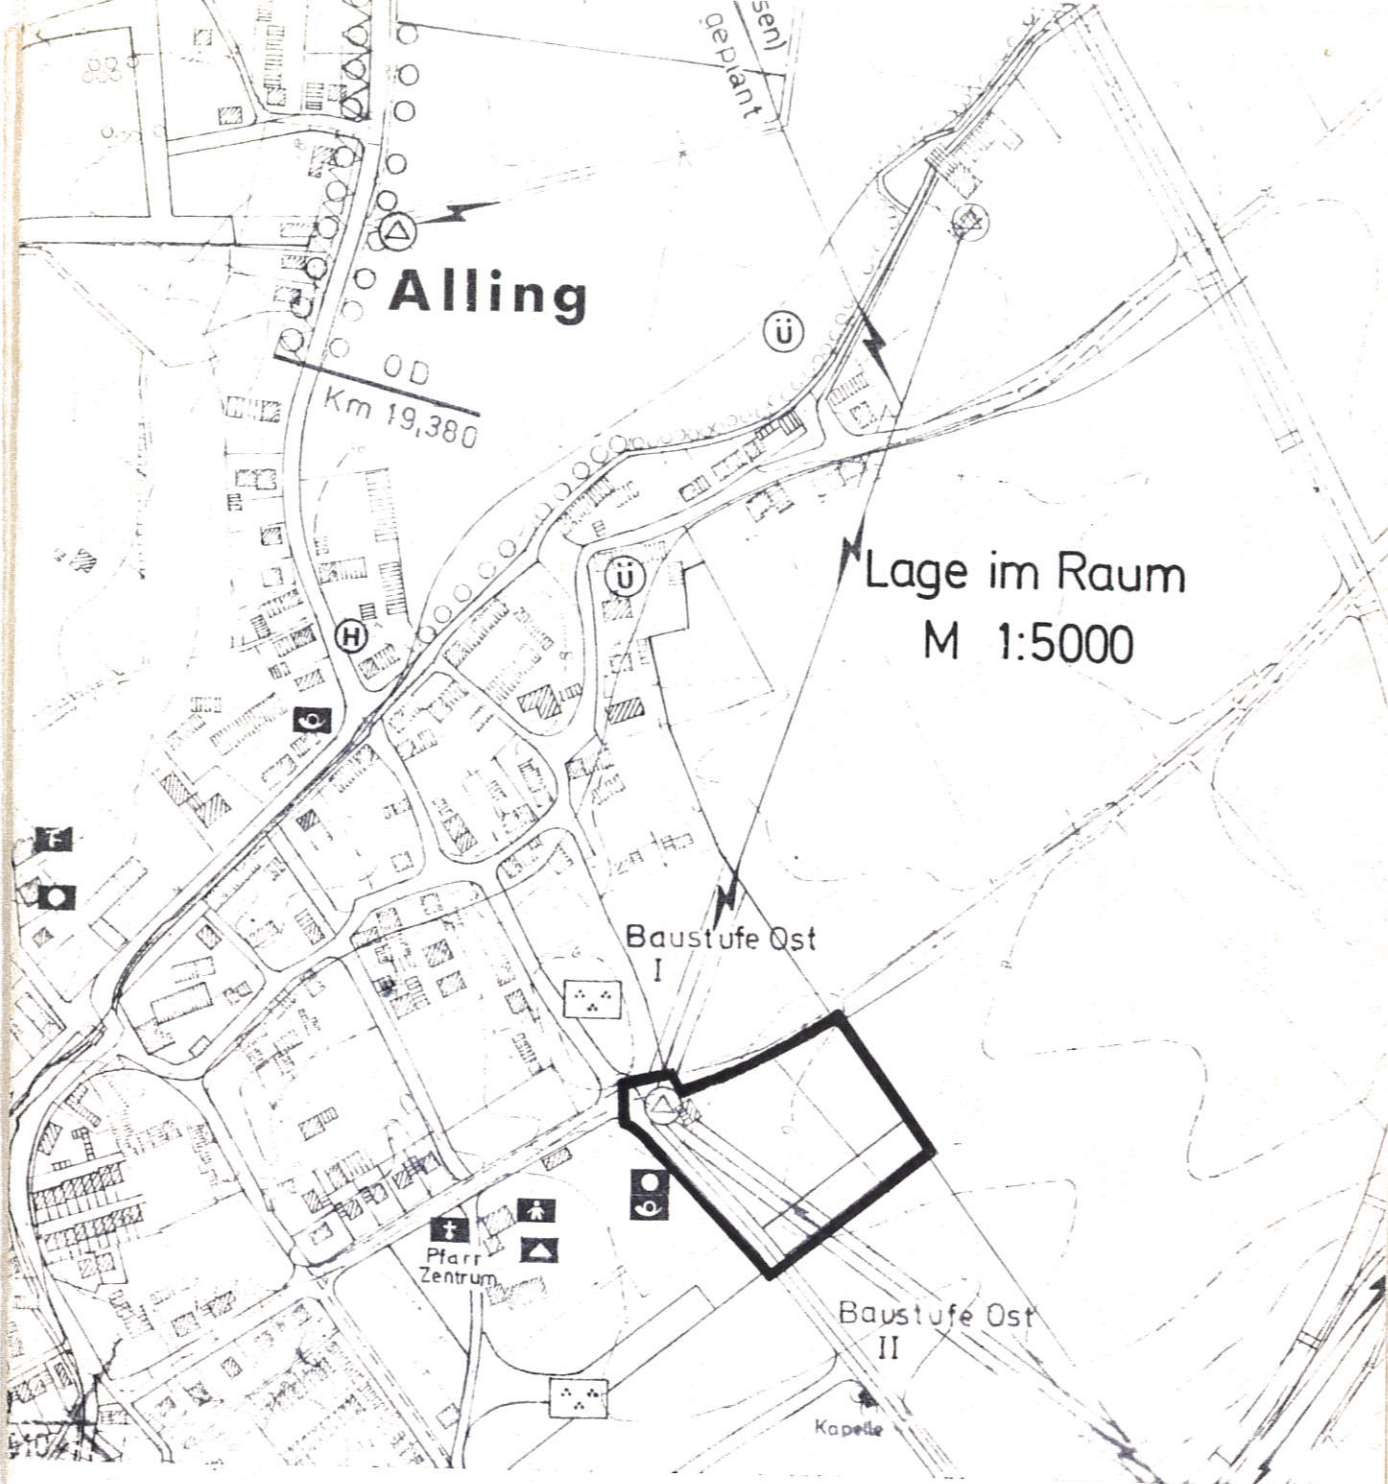 sen)
geplant
Alling
OD
Km 19,380
Ü
Ü
H
Lage im Raum
M 1:5000
F
Baustufe Ost
I
Pfarr
Zentrum
Baustufe Ost
II
Kapelle